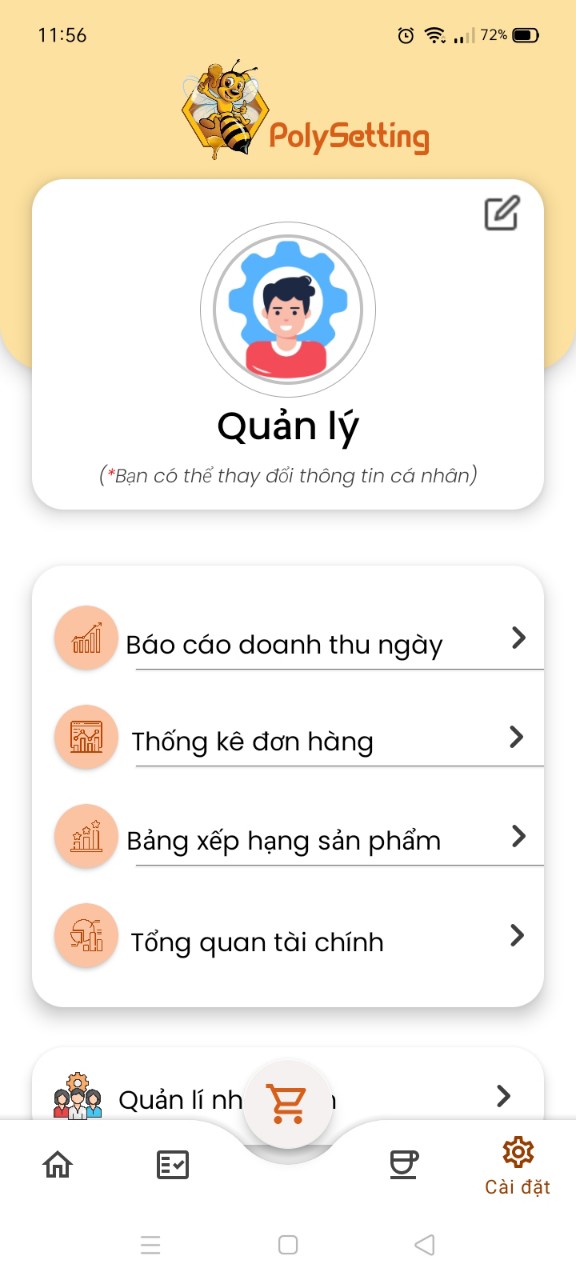 11:56
72%
PolySetting
Quản lý
(*Bạn có thể thay đổi thông tin cá nhân)
Báo cáo doanh thu ngày
Thống kê đơn hàng
Bảng xếp hạng sản phẩm
Tổng quan tài chính
Quản lí nh
Cài đặt